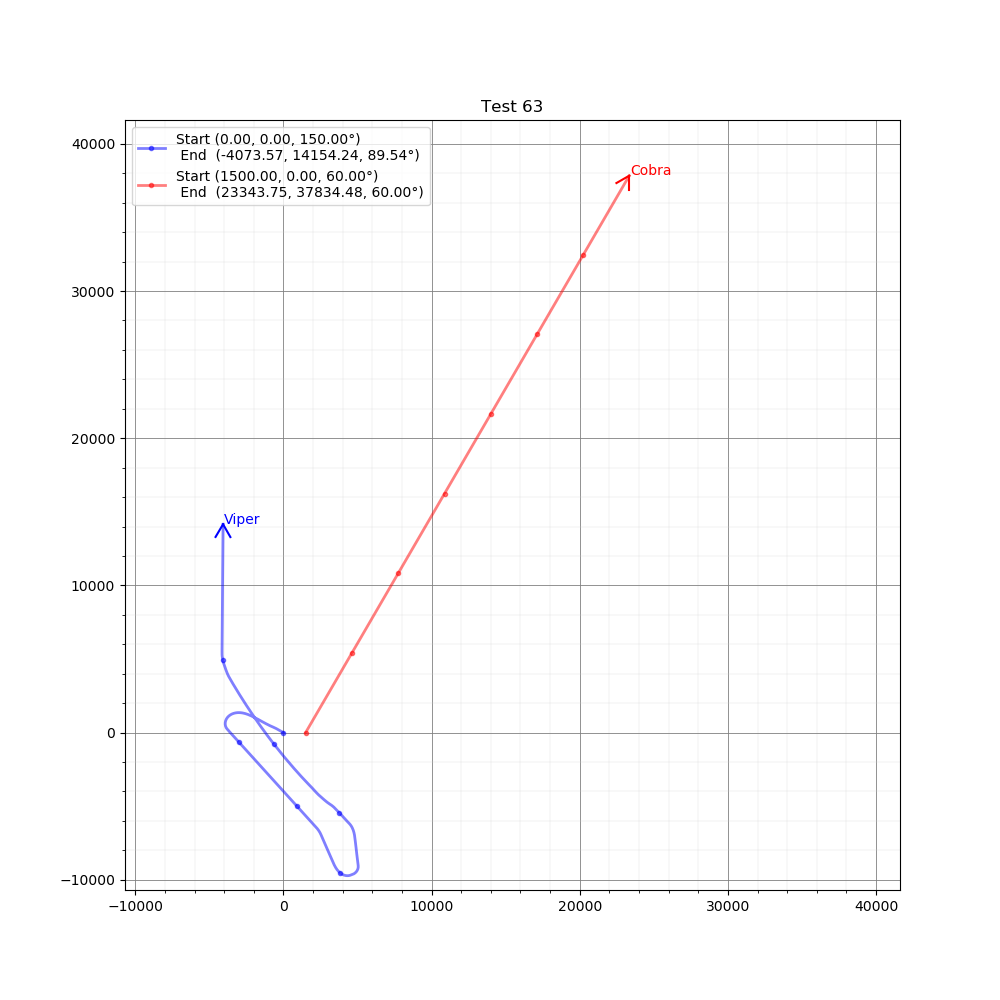 Test 63
Start (0.00, 0.00, 150.00°)
End (-4073.57, 14154.24, 89.54°)
Start (1500.00, 0.00, 60.00°)
End (23343.75, 37834.48, 60.00°)
Cobra
Viper
40000
30000
20000
10000
0
−10000
−10000 0 10000 20000 30000 40000